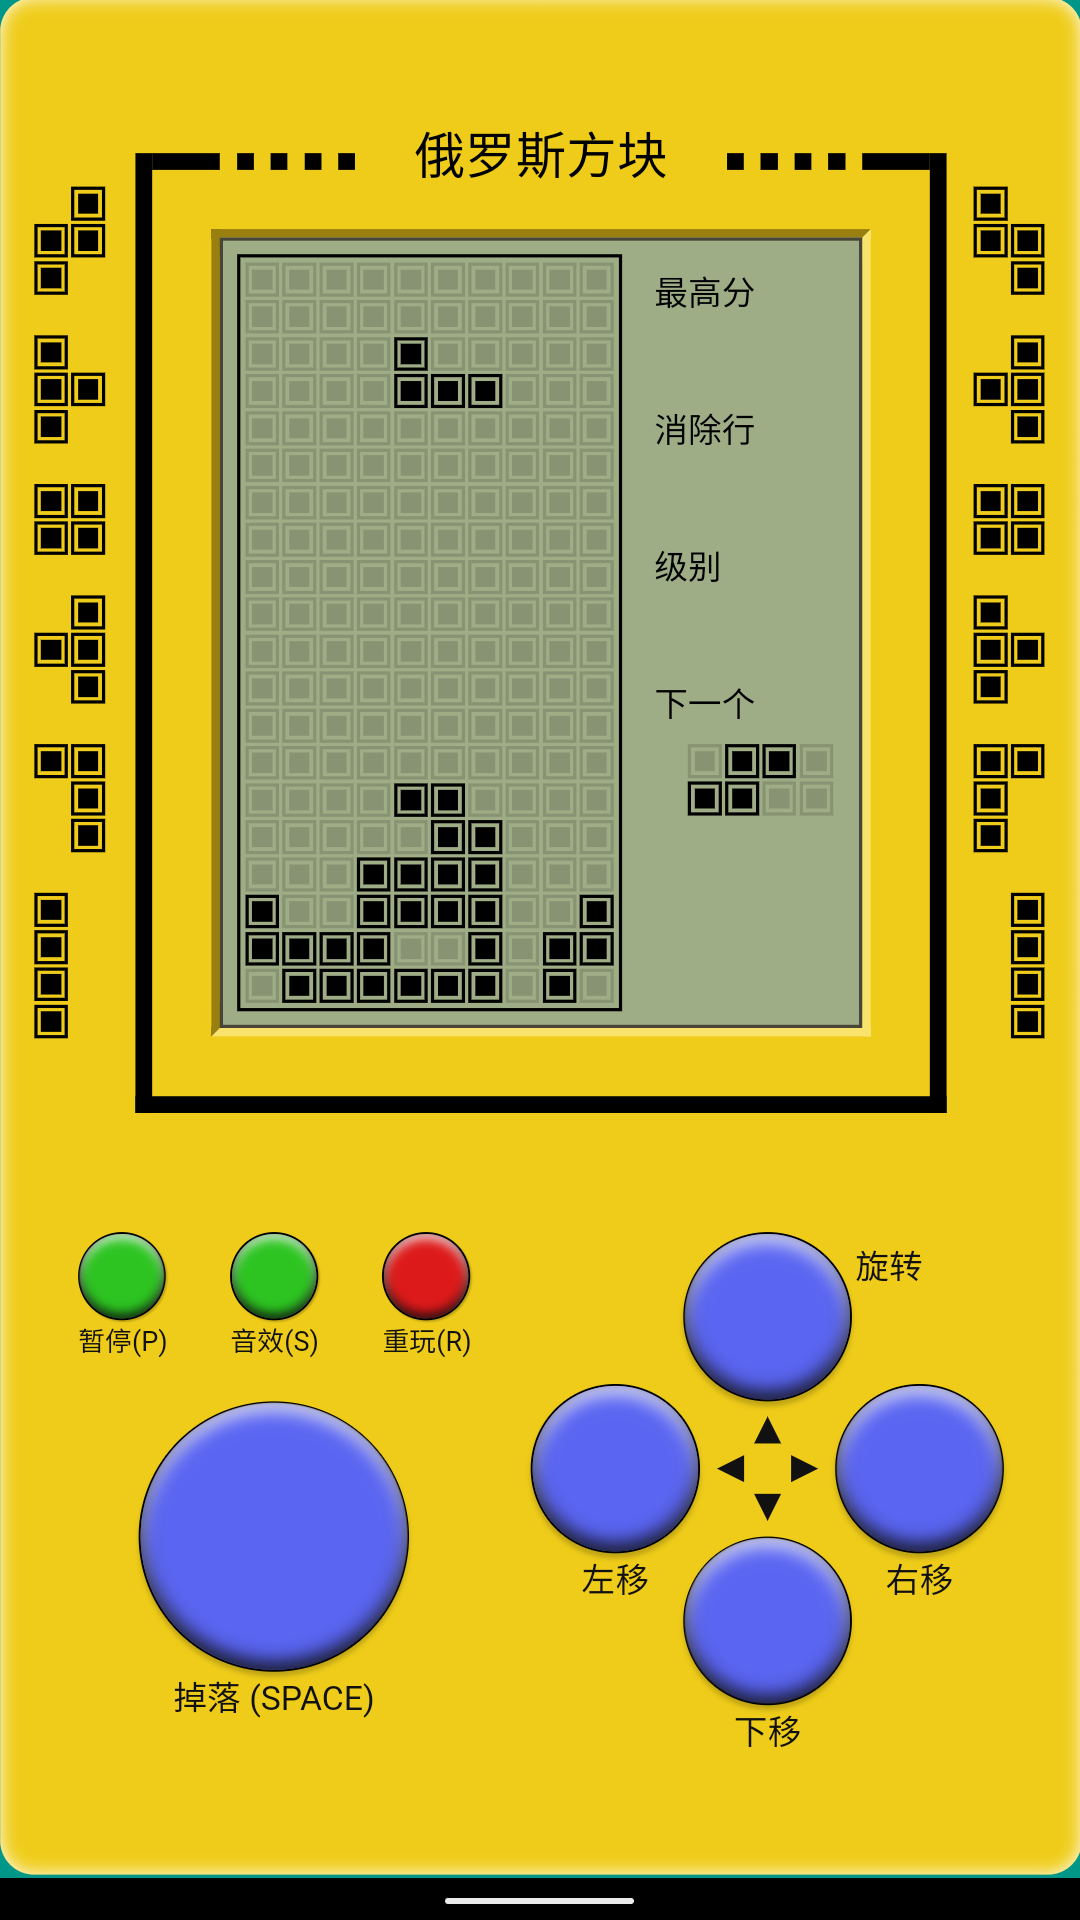 俄罗斯方块
最高分
消除行
级别
下一个
旋转
暂停(P)
音效(S)
重玩(R)
左移
右移
掉落 (SPACE)
下移